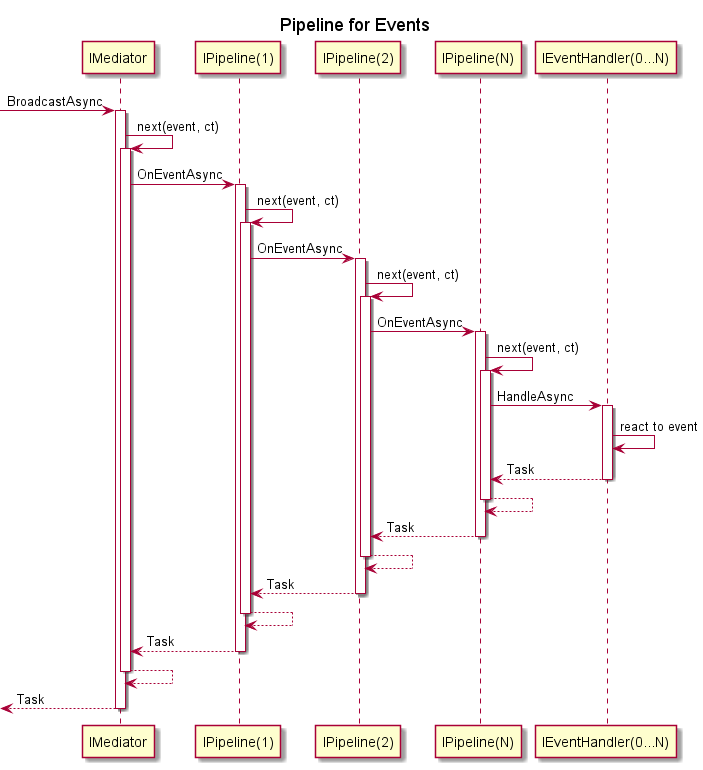 Pipeline for Events
IMediator IPipeline(1) IPipeline(2) IPipeline(N) IEventHandler(0...N)
BroadcastAsync
next(event, ct)
OnEventAsync
next(event, ct)
OnEventAsync
next(event, ct)
OnEventAsync
next(event, ct)
HandleAsync
react to event
Task
Task
Task
Task
Task
IMediator IPipeline(1) IPipeline(2) IPipeline(N) IEventHandler(0...N)